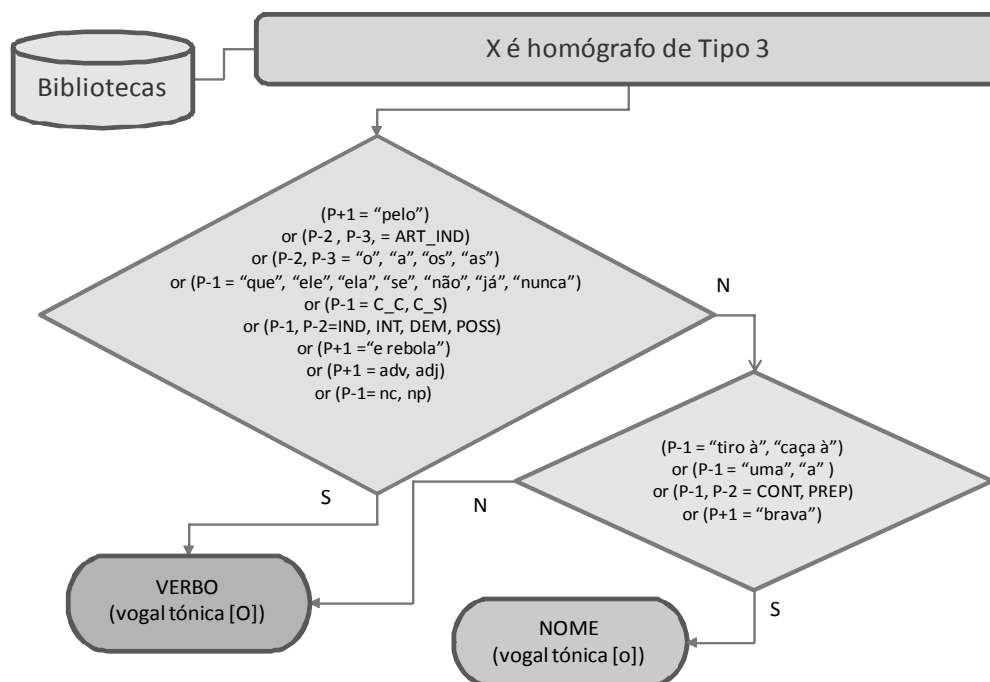 Bibliotecas
X é homógrafo de Tipo 3
(P+1 = “pelo”)
or (P-2 , P-3, = ART_IND)
or (P-2, P-3 = “o”, “a”, “os”, “as”)
or (P-1 = “que”, “ele”, “ela”, “se”, “não”, “já”, “nunca”)
or (P-1 = C_C, C_S)
or (P-1, P-2=IND, INT, DEM, POSS)
or (P+1 =“e rebola”)
or (P+1 = adv, adj)
or (P-1= nc, np)
N
(P-1 = “tiro à”, “caça à”)
or (P-1 = “uma”, “a” )
or (P-1, P-2 = CONT, PREP)
or (P+1 = “brava”)
S
N
VERBO
(vogal tónica [O])
S
NOME
(vogal tónica [o])